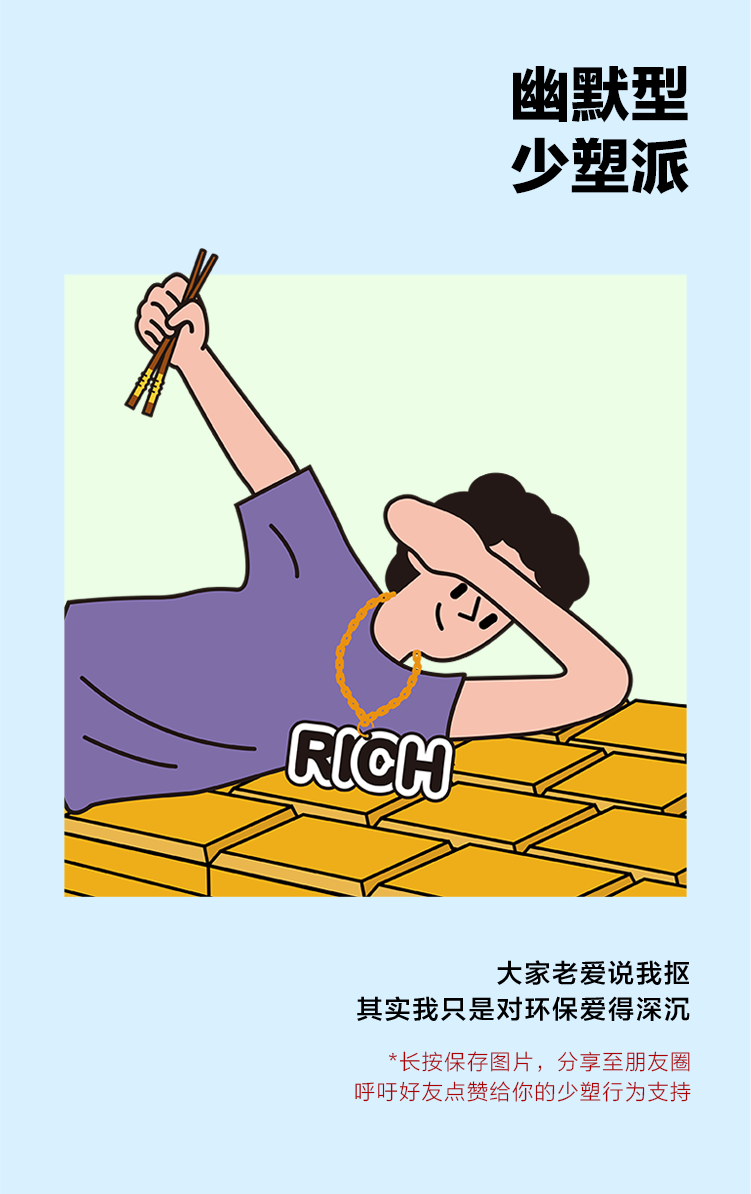 幽默型
少塑派
RICH
大家老爱说我抠
其实我只是对环保爱得深沉
*长按保存图片，分享至朋友圈
呼吁好友点赞给你的少塑行为支持